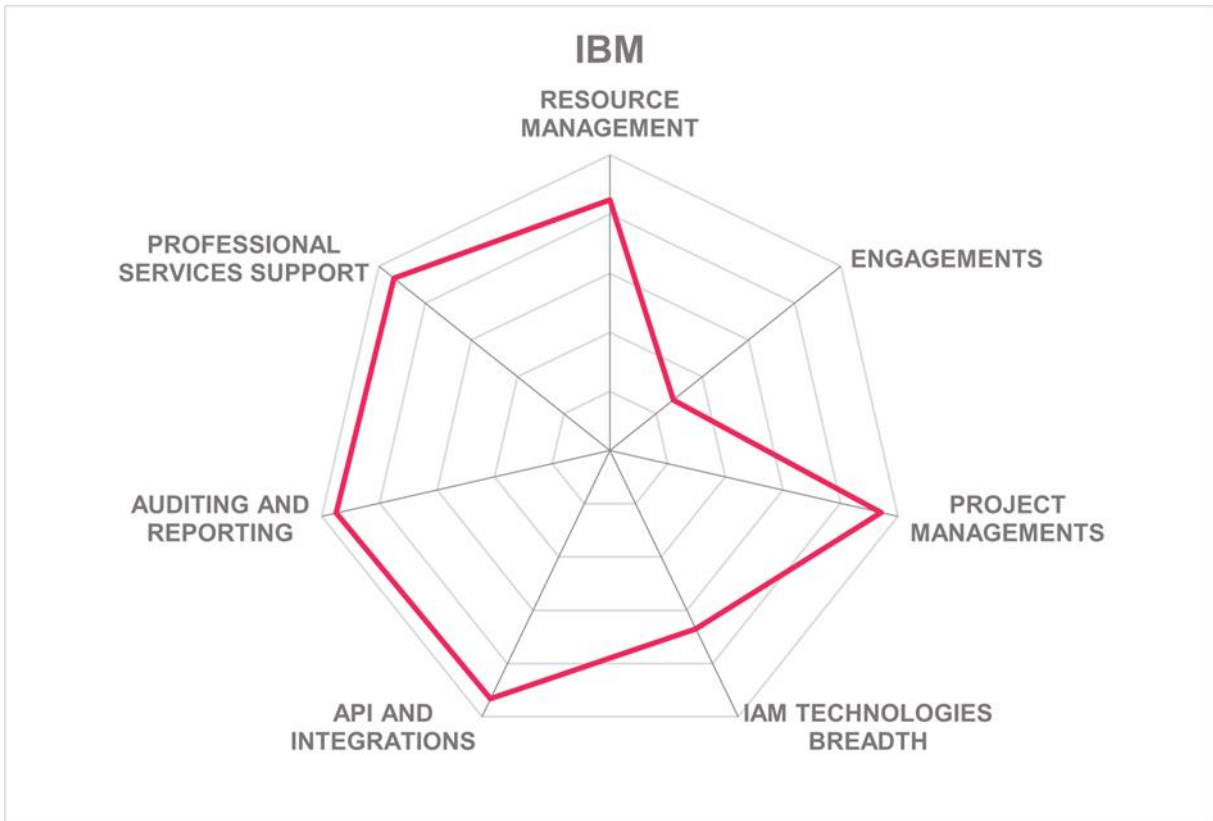 IBM
RESOURCE
MANAGEMENT
ENGAGEMENTS
PROJECT
MANAGEMENTS
IAM TECHNOLOGIES
BREADTH
API AND
INTEGRATIONS
AUDITING AND
REPORTING
PROFESSIONAL
SERVICES SUPPORT